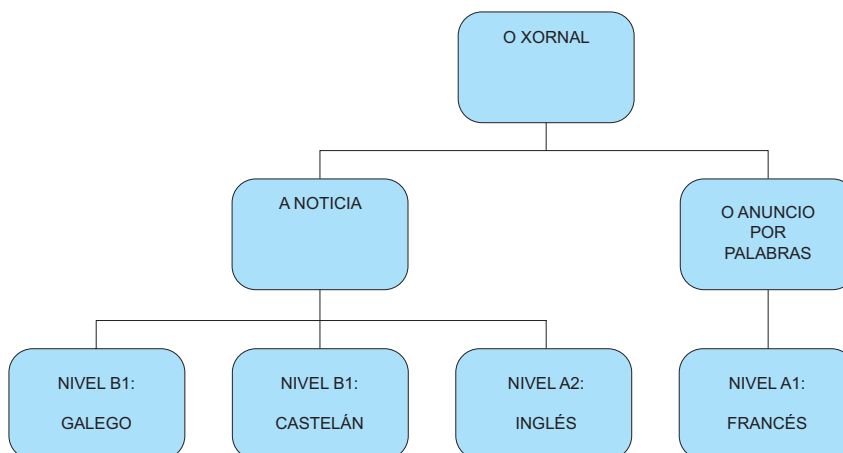 O XORNAL
A NOTICIA
O ANUNCIO
POR
PALABRAS
NIVEL B1:
GALEGO
NIVEL B1:
CASTELÁN
NIVEL A2:
INGLÉS
NIVEL A1:
FRANCÉS